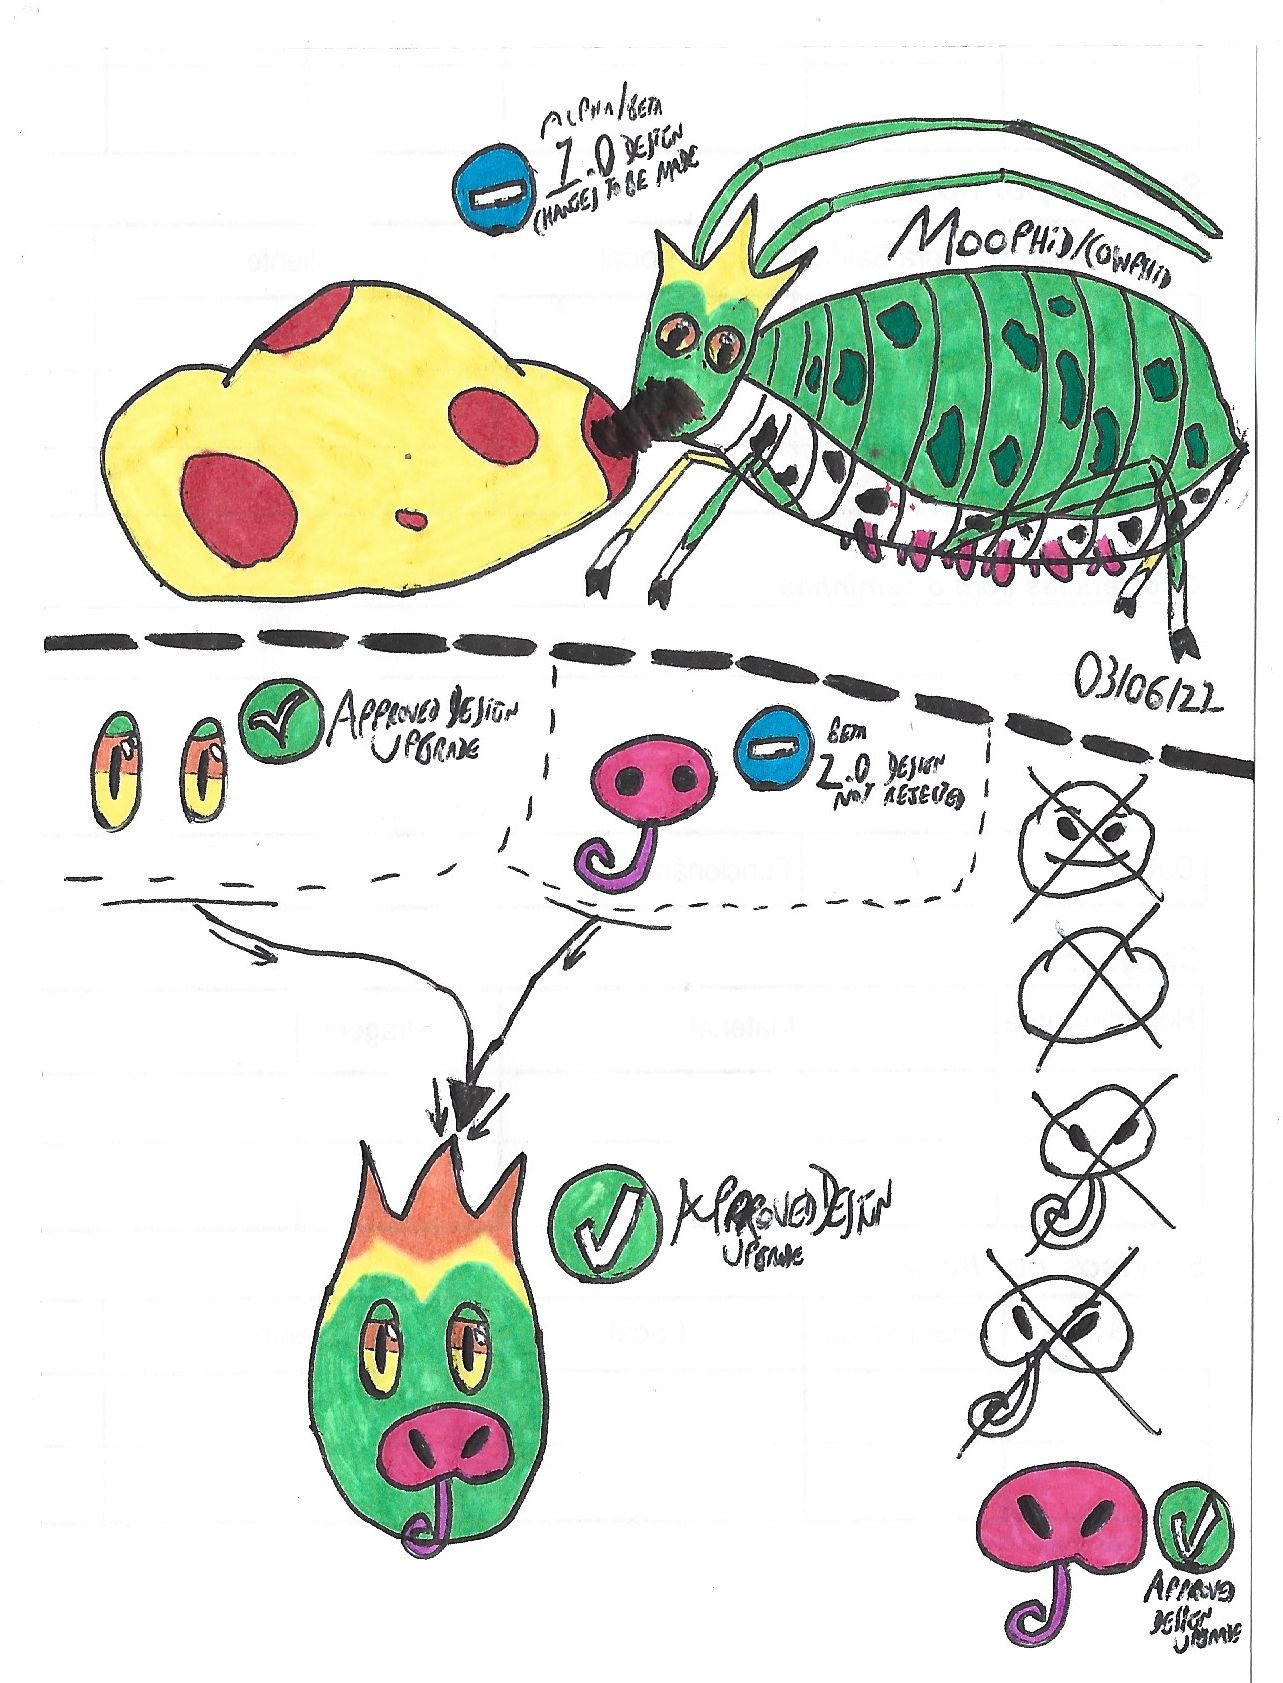 ALPHA/BETA
1.0 DESIGN
CHANGES TO BE MADE
MOOPHiD/COWPHiD
03/06/22
APPROVED DESIGN
UPGRADE
BETA
2.0 DESIGN
NOT REJECTED
APPROVED DESIGN
UPGRADE
APPROVED
DESIGN
UPGRADE